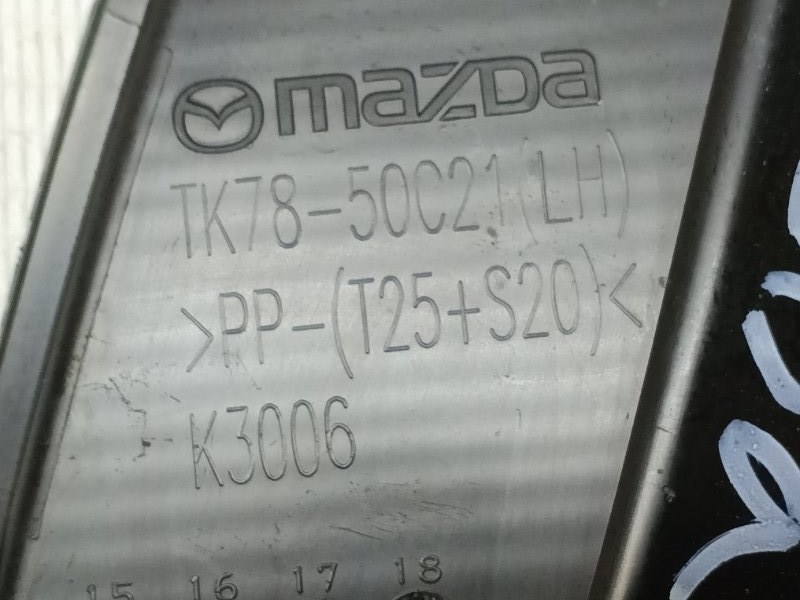 mazda
TK78-50C21(LH)
>PP-(T25+S20)<
K3006
15 16 17 18